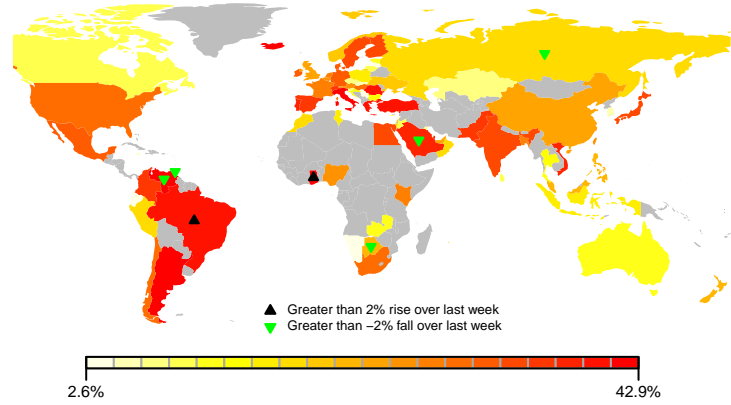 Greater than 2% rise over last week
Greater than −2% fall over last week
2.6%
42.9%